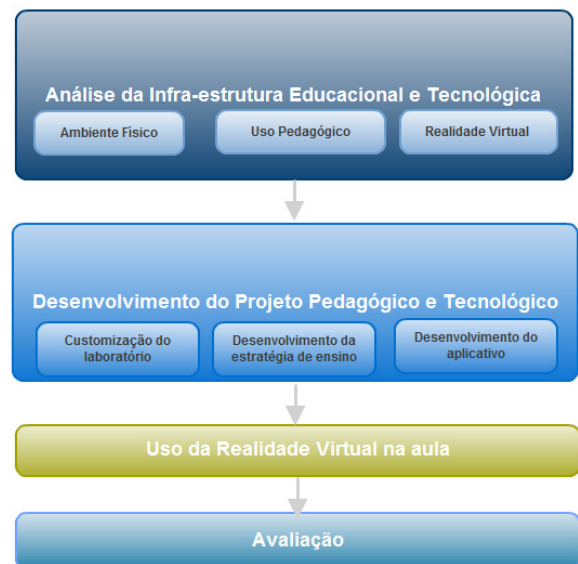 Análise da Infra-estrutura Educacional e Tecnológica
Ambiente Físico
Uso Pedagógico
Realidade Virtual
Desenvolvimento do Projeto Pedagógico e Tecnológico
Customização do
laboratório
Desenvolvimento da
estratégia de ensino
Desenvolvimento do
aplicativo
Uso da Realidade Virtual na aula
Avaliação